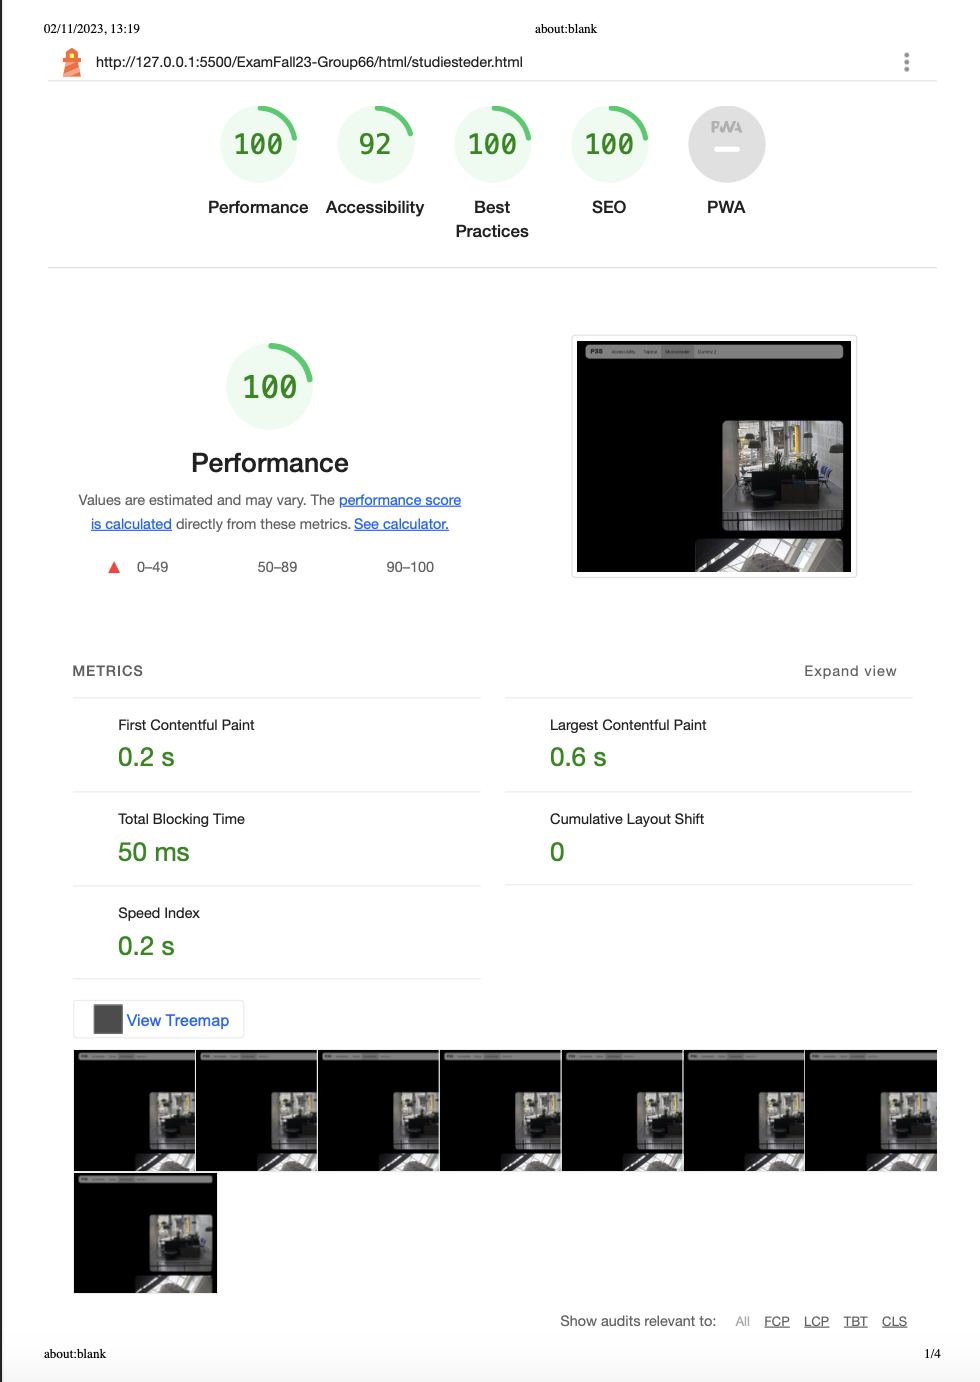 02/11/2023, 13:19 about:blank
http://127.0.0.1:5500/ExamFall23-Group66/html/studiesteder.html
100 92 100 100 PWA
Performance Accessibility Best Practices SEO PWA
100
Performance
Values are estimated and may vary. The performance score
is calculated directly from these metrics. See calculator.
0–49 50–89 90–100
METRICS Expand view
First Contentful Paint
0.2 s
Largest Contentful Paint
0.6 s
Total Blocking Time
50 ms
Cumulative Layout Shift
0
Speed Index
0.2 s
View Treemap
Show audits relevant to: All FCP LCP TBT CLS
about:blank 1/4